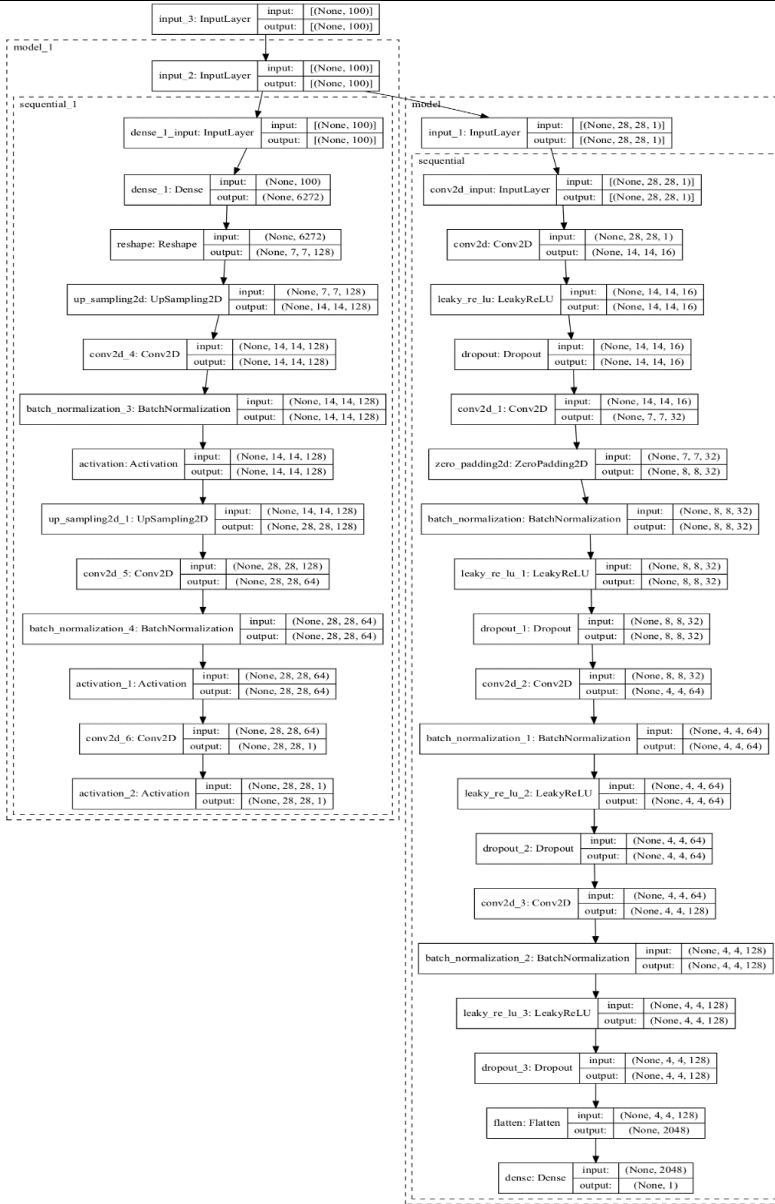 input_3: InputLayer
input: [(None, 100)]
output: [(None, 100)]
model_1
input_2: InputLayer
input: [(None, 100)]
output: [(None, 100)]
sequential_1
dense_1_input: InputLayer
input: [(None, 100)]
output: [(None, 100)]
dense_1: Dense
input: (None, 100)
output: (None, 6272)
reshape: Reshape
input: (None, 6272)
output: (None, 7, 7, 128)
up_sampling2d: UpSampling2D
input: (None, 7, 7, 128)
output: (None, 14, 14, 128)
conv2d_4: Conv2D
input: (None, 14, 14, 128)
output: (None, 14, 14, 128)
batch_normalization_3: BatchNormalization
input: (None, 14, 14, 128)
output: (None, 14, 14, 128)
activation: Activation
input: (None, 14, 14, 128)
output: (None, 14, 14, 128)
up_sampling2d_1: UpSampling2D
input: (None, 14, 14, 128)
output: (None, 28, 28, 128)
conv2d_5: Conv2D
input: (None, 28, 28, 128)
output: (None, 28, 28, 64)
batch_normalization_4: BatchNormalization
input: (None, 28, 28, 64)
output: (None, 28, 28, 64)
activation_1: Activation
input: (None, 28, 28, 64)
output: (None, 28, 28, 64)
conv2d_6: Conv2D
input: (None, 28, 28, 64)
output: (None, 28, 28, 1)
activation_2: Activation
input: (None, 28, 28, 1)
output: (None, 28, 28, 1)
model
input_1: InputLayer
input: [(None, 28, 28, 1)]
output: [(None, 28, 28, 1)]
sequential
conv2d_input: InputLayer
input: [(None, 28, 28, 1)]
output: [(None, 28, 28, 1)]
conv2d: Conv2D
input: (None, 28, 28, 1)
output: (None, 14, 14, 16)
leaky_re_lu: LeakyReLU
input: (None, 14, 14, 16)
output: (None, 14, 14, 16)
dropout: Dropout
input: (None, 14, 14, 16)
output: (None, 14, 14, 16)
conv2d_1: Conv2D
input: (None, 14, 14, 16)
output: (None, 7, 7, 32)
zero_padding2d: ZeroPadding2D
input: (None, 7, 7, 32)
output: (None, 8, 8, 32)
batch_normalization: BatchNormalization
input: (None, 8, 8, 32)
output: (None, 8, 8, 32)
leaky_re_lu_1: LeakyReLU
input: (None, 8, 8, 32)
output: (None, 8, 8, 32)
dropout_1: Dropout
input: (None, 8, 8, 32)
output: (None, 8, 8, 32)
conv2d_2: Conv2D
input: (None, 8, 8, 32)
output: (None, 4, 4, 64)
batch_normalization_1: BatchNormalization
input: (None, 4, 4, 64)
output: (None, 4, 4, 64)
leaky_re_lu_2: LeakyReLU
input: (None, 4, 4, 64)
output: (None, 4, 4, 64)
dropout_2: Dropout
input: (None, 4, 4, 64)
output: (None, 4, 4, 64)
conv2d_3: Conv2D
input: (None, 4, 4, 64)
output: (None, 4, 4, 128)
batch_normalization_2: BatchNormalization
input: (None, 4, 4, 128)
output: (None, 4, 4, 128)
leaky_re_lu_3: LeakyReLU
input: (None, 4, 4, 128)
output: (None, 4, 4, 128)
dropout_3: Dropout
input: (None, 4, 4, 128)
output: (None, 4, 4, 128)
flatten: Flatten
input: (None, 4, 4, 128)
output: (None, 2048)
dense: Dense
input: (None, 2048)
output: (None, 1)